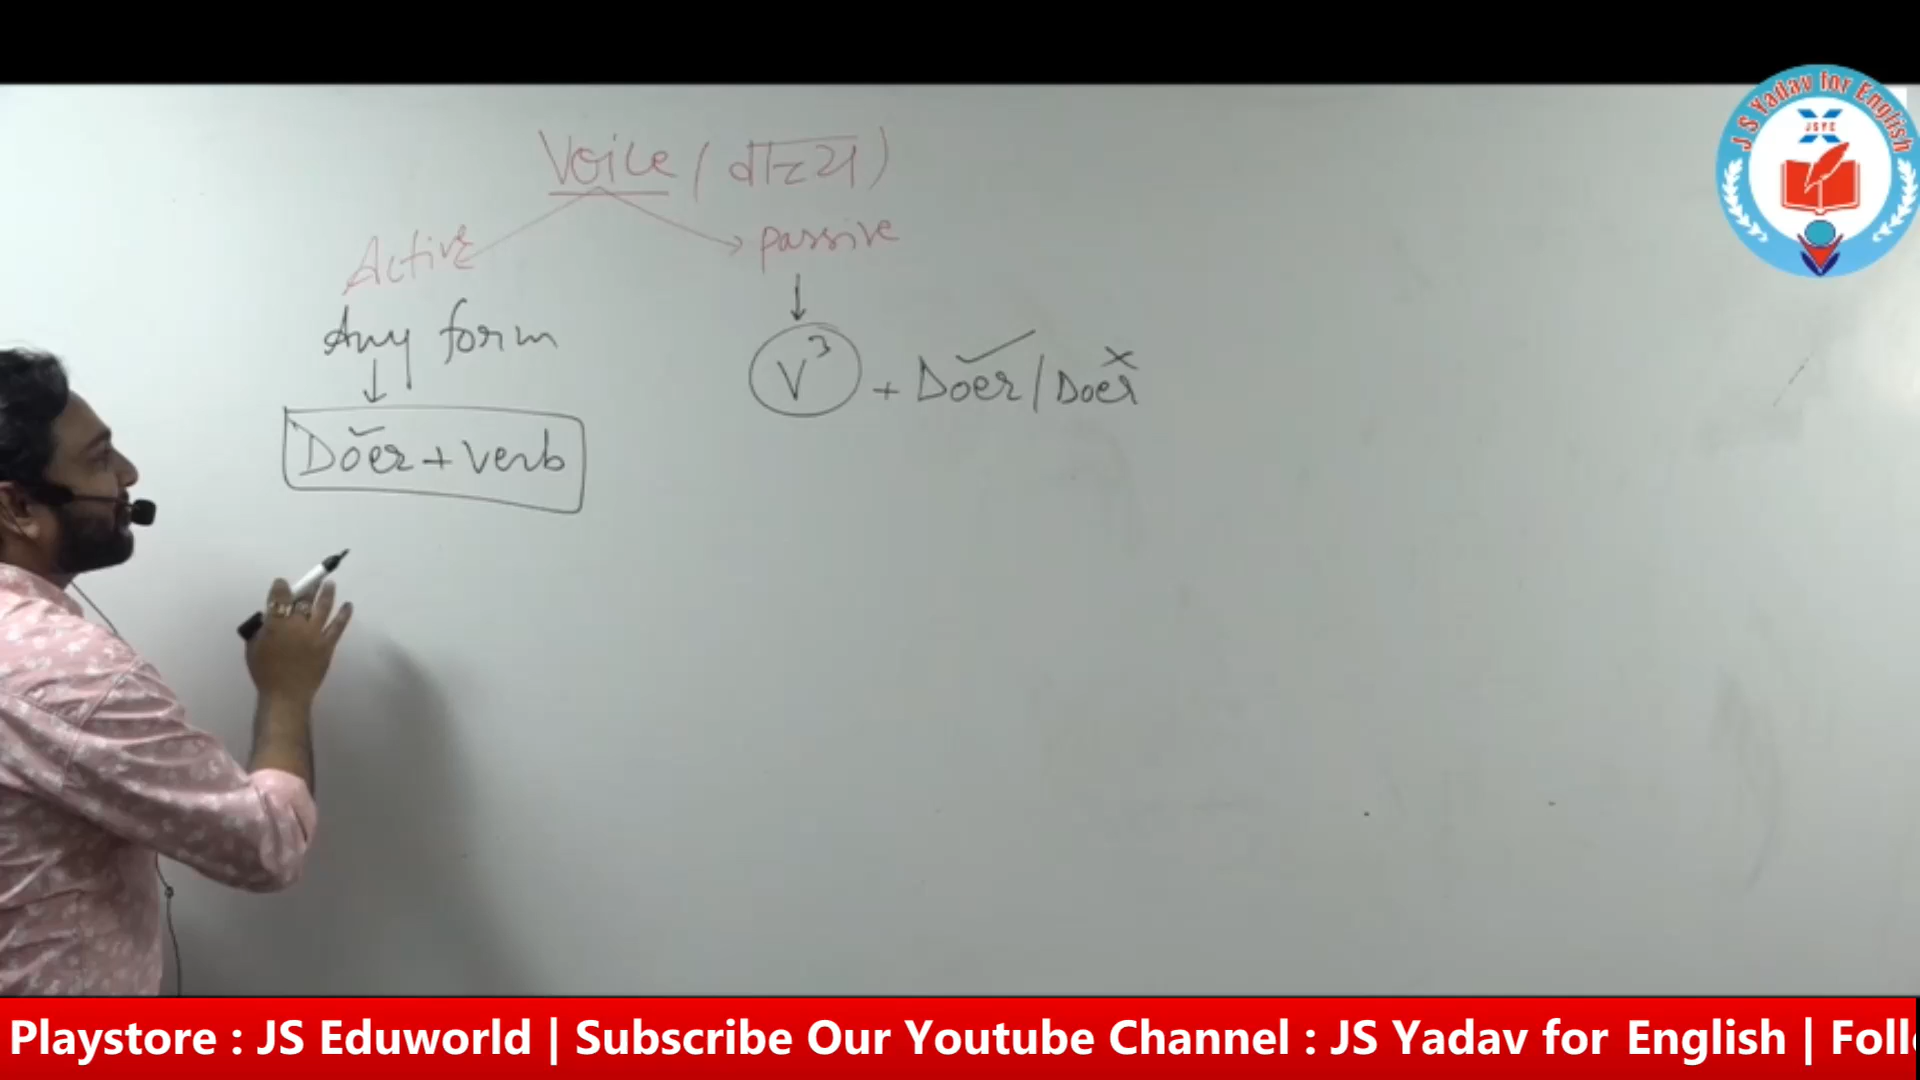 Voice (वाच्य)
Active
passive
Any form
V³ + Doer / Doer
Doer + verb
J S Yadav for English
JSYE
Playstore : JS Eduworld | Subscribe Our Youtube Channel : JS Yadav for English | Foll